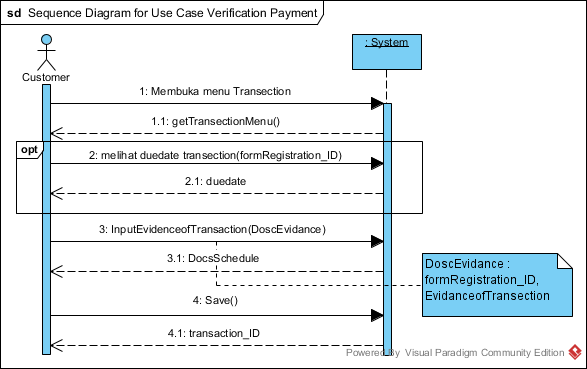 sd Sequence Diagram for Use Case Verification Payment
Customer
: System
1: Membuka menu Transection
1.1: getTransectionMenu()
opt
2: melihat duedate transection(formRegistration_ID)
2.1: duedate
3: InputEvidenceofTransaction(DoscEvidance)
3.1: DocsSchedule
DoscEvidance :
formRegistration_ID,
EvidanceofTransection
4: Save()
4.1: transaction_ID
Powered By Visual Paradigm Community Edition